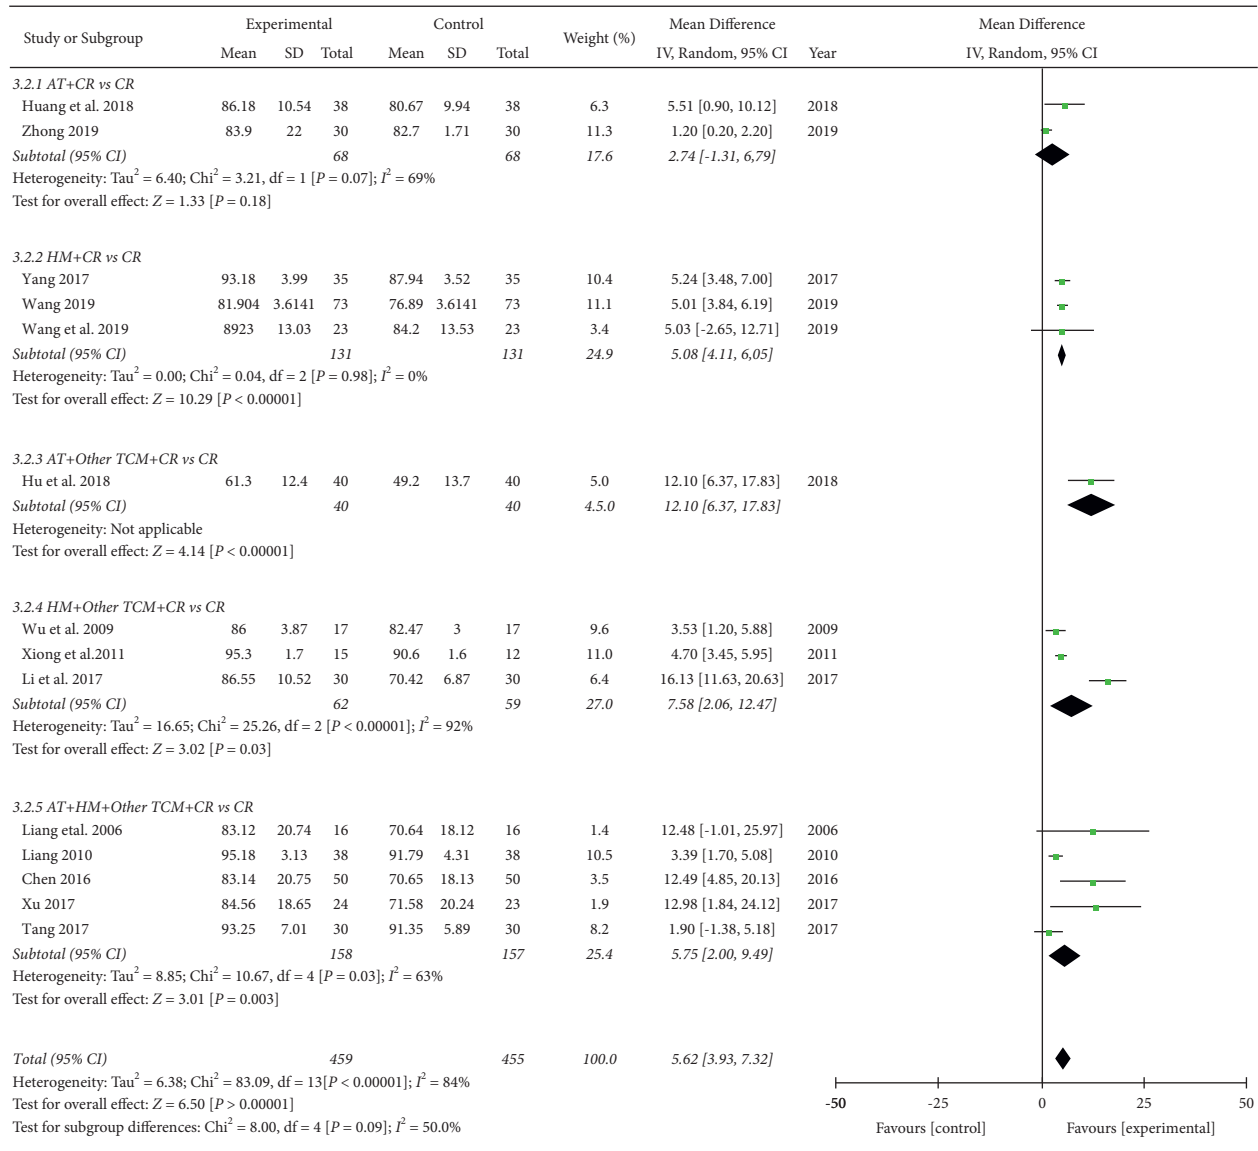 Study or Subgroup Experimental Control Weight (%) Mean Difference Mean Difference
Mean SD Total Mean SD Total IV, Random, 95% CI Year IV, Random, 95% CI
3.2.1 AT+CR vs CR
Huang et al. 2018 86.18 10.54 38 80.67 9.94 38 6.3 5.51 [0.90, 10.12] 2018
Zhong 2019 83.9 22 30 82.7 1.71 30 11.3 1.20 [0.20, 2.20] 2019
Subtotal (95% CI) 68 68 17.6 2.74 [-1.31, 6,79]
Heterogeneity: Tau² = 6.40; Chi² = 3.21, df = 1 [P = 0.07]; I² = 69%
Test for overall effect: Z = 1.33 [P = 0.18]
3.2.2 HM+CR vs CR
Yang 2017 93.18 3.99 35 87.94 3.52 35 10.4 5.24 [3.48, 7.00] 2017
Wang 2019 81.904 3.6141 73 76.89 3.6141 73 11.1 5.01 [3.84, 6.19] 2019
Wang et al. 2019 8923 13.03 23 84.2 13.53 23 3.4 5.03 [-2.65, 12.71] 2019
Subtotal (95% CI) 131 131 24.9 5.08 [4.11, 6,05]
Heterogeneity: Tau² = 0.00; Chi² = 0.04, df = 2 [P = 0.98]; I² = 0%
Test for overall effect: Z = 10.29 [P < 0.00001]
3.2.3 AT+Other TCM+CR vs CR
Hu et al. 2018 61.3 12.4 40 49.2 13.7 40 5.0 12.10 [6.37, 17.83] 2018
Subtotal (95% CI) 40 40 4.5.0 12.10 [6.37, 17.83]
Heterogeneity: Not applicable
Test for overall effect: Z = 4.14 [P < 0.00001]
3.2.4 HM+Other TCM+CR vs CR
Wu et al. 2009 86 3.87 17 82.47 3 17 9.6 3.53 [1.20, 5.88] 2009
Xiong et al.2011 95.3 1.7 15 90.6 1.6 12 11.0 4.70 [3.45, 5.95] 2011
Li et al. 2017 86.55 10.52 30 70.42 6.87 30 6.4 16.13 [11.63, 20.63] 2017
Subtotal (95% CI) 62 59 27.0 7.58 [2.06, 12.47]
Heterogeneity: Tau² = 16.65; Chi² = 25.26, df = 2 [P < 0.00001]; I² = 92%
Test for overall effect: Z = 3.02 [P = 0.03]
3.2.5 AT+HM+Other TCM+CR vs CR
Liang etal. 2006 83.12 20.74 16 70.64 18.12 16 1.4 12.48 [-1.01, 25.97] 2006
Liang 2010 95.18 3.13 38 91.79 4.31 38 10.5 3.39 [1.70, 5.08] 2010
Chen 2016 83.14 20.75 50 70.65 18.13 50 3.5 12.49 [4.85, 20.13] 2016
Xu 2017 84.56 18.65 24 71.58 20.24 23 1.9 12.98 [1.84, 24.12] 2017
Tang 2017 93.25 7.01 30 91.35 5.89 30 8.2 1.90 [-1.38, 5.18] 2017
Subtotal (95% CI) 158 157 25.4 5.75 [2.00, 9.49]
Heterogeneity: Tau² = 8.85; Chi² = 10.67, df = 4 [P = 0.03]; I² = 63%
Test for overall effect: Z = 3.01 [P = 0.003]
Total (95% CI) 459 455 100.0 5.62 [3.93, 7.32]
Heterogeneity: Tau² = 6.38; Chi² = 83.09, df = 13[P < 0.00001]; I² = 84%
Test for overall effect: Z = 6.50 [P > 0.00001] -50 -25 0 25 50
Test for subgroup differences: Chi² = 8.00, df = 4 [P = 0.09]; I² = 50.0% Favours [control] Favours [experimental]